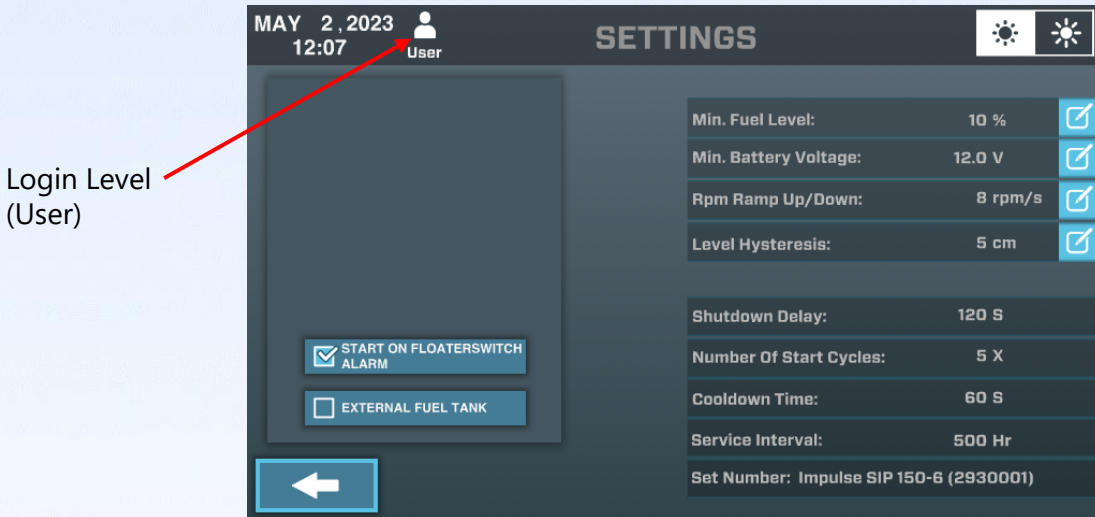 MAY 2,2023
12:07
User
SETTINGS
Login Level
(User)
Min. Fuel Level: 10 %
Min. Battery Voltage: 12.0 V
Rpm Ramp Up/Down: 8 rpm/s
Level Hysteresis: 5 cm
START ON FLOATERSWITCH
ALARM
EXTERNAL FUEL TANK
Shutdown Delay: 120 S
Number Of Start Cycles: 5 X
Cooldown Time: 60 S
Service Interval: 500 Hr
Set Number: Impulse SIP 150-6 (2930001)